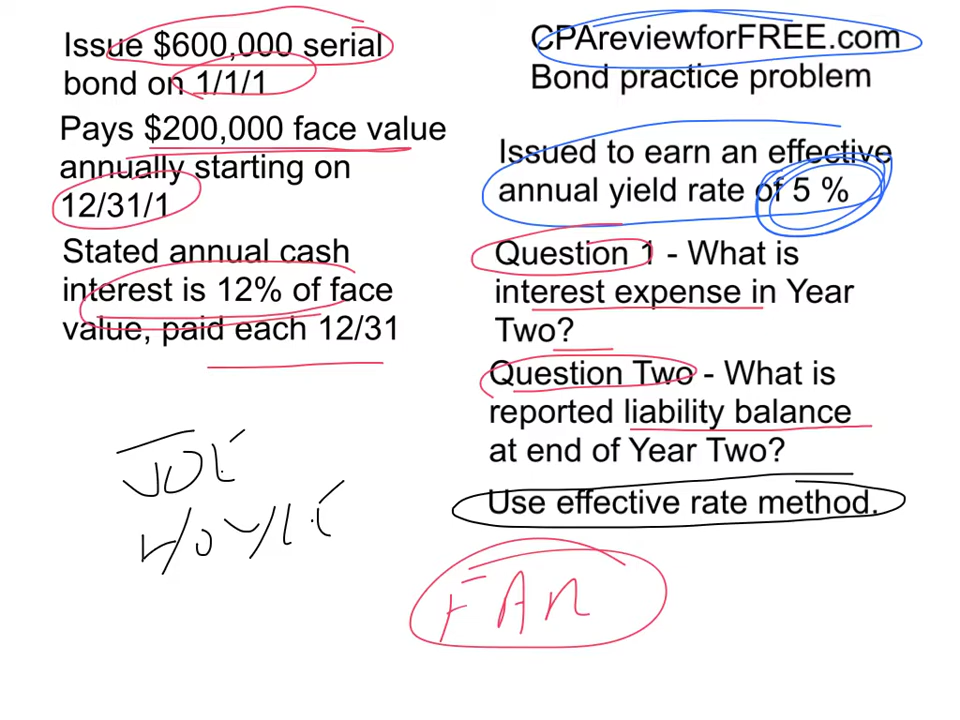 Issue $600,000 serial
bond on 1/1/1
Pays $200,000 face value
annually starting on
12/31/1
Stated annual cash
interest is 12% of face
value, paid each 12/31
JOE
HOYLE
CPAreviewforFREE.com
Bond practice problem
Issued to earn an effective
annual yield rate of 5 %
Question 1 - What is
interest expense in Year
Two?
Question Two - What is
reported liability balance
at end of Year Two?
Use effective rate method.
FAR